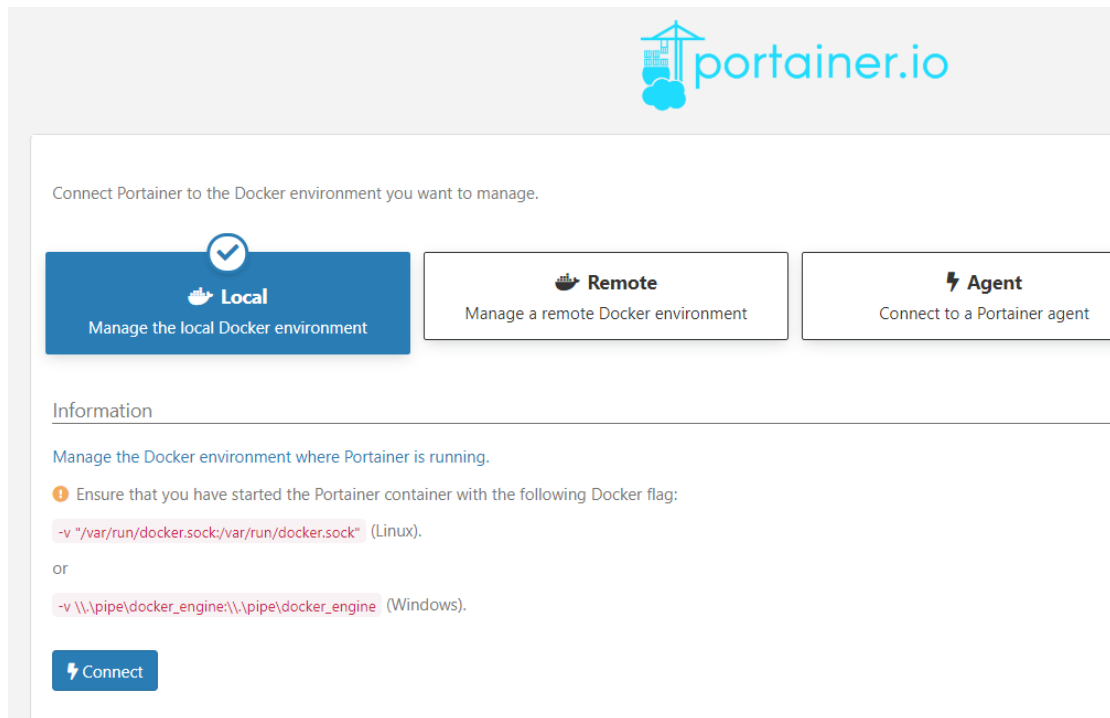 portainer.io
Connect Portainer to the Docker environment you want to manage.
Local
Manage the local Docker environment
Remote
Manage a remote Docker environment
Agent
Connect to a Portainer agent
Information
Manage the Docker environment where Portainer is running.
Ensure that you have started the Portainer container with the following Docker flag:
-v "/var/run/docker.sock:/var/run/docker.sock" (Linux).
or
-v \\.\pipe\docker_engine:\\.\pipe\docker_engine (Windows).
Connect